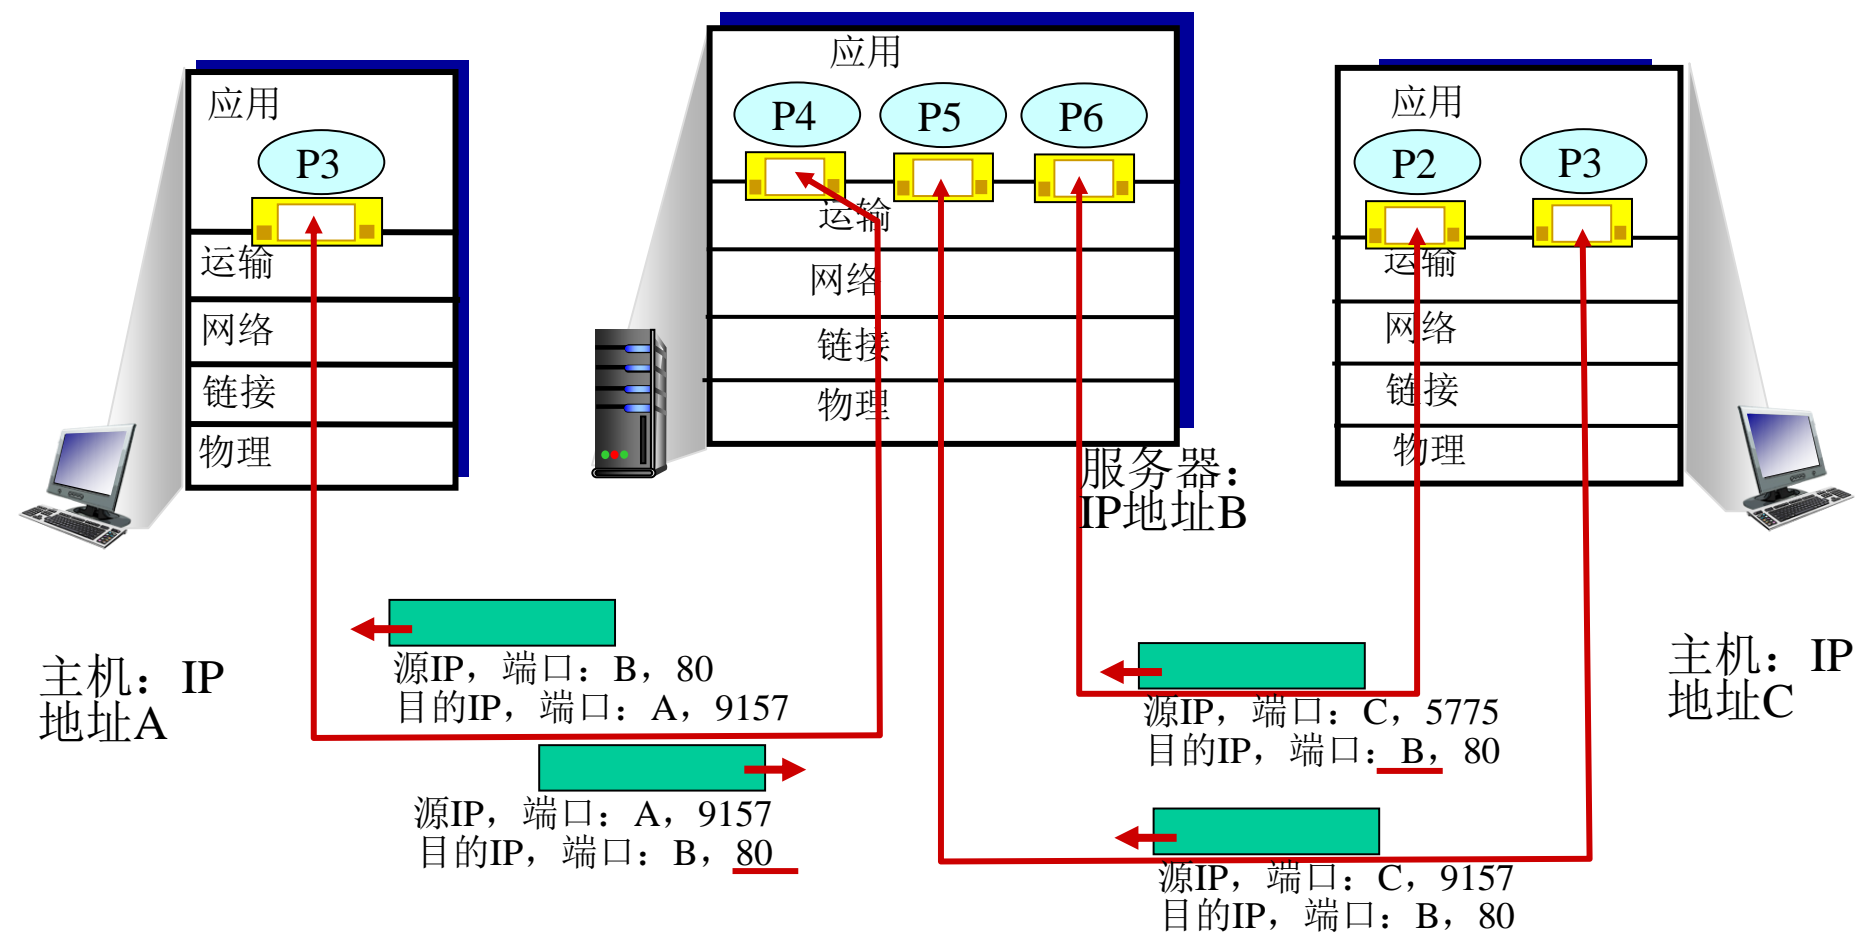 应用
P3
运输
网络
链接
物理
主机：IP
地址A
应用
P4
P5
P6
运输
网络
链接
物理
服务器：
IP地址B
应用
P2
P3
运输
网络
链接
物理
主机：IP
地址C
源IP，端口：B，80
目的IP，端口：A，9157
源IP，端口：A，9157
目的IP，端口：B，80
源IP，端口：C，5775
目的IP，端口：B，80
源IP，端口：C，9157
目的IP，端口：B，80